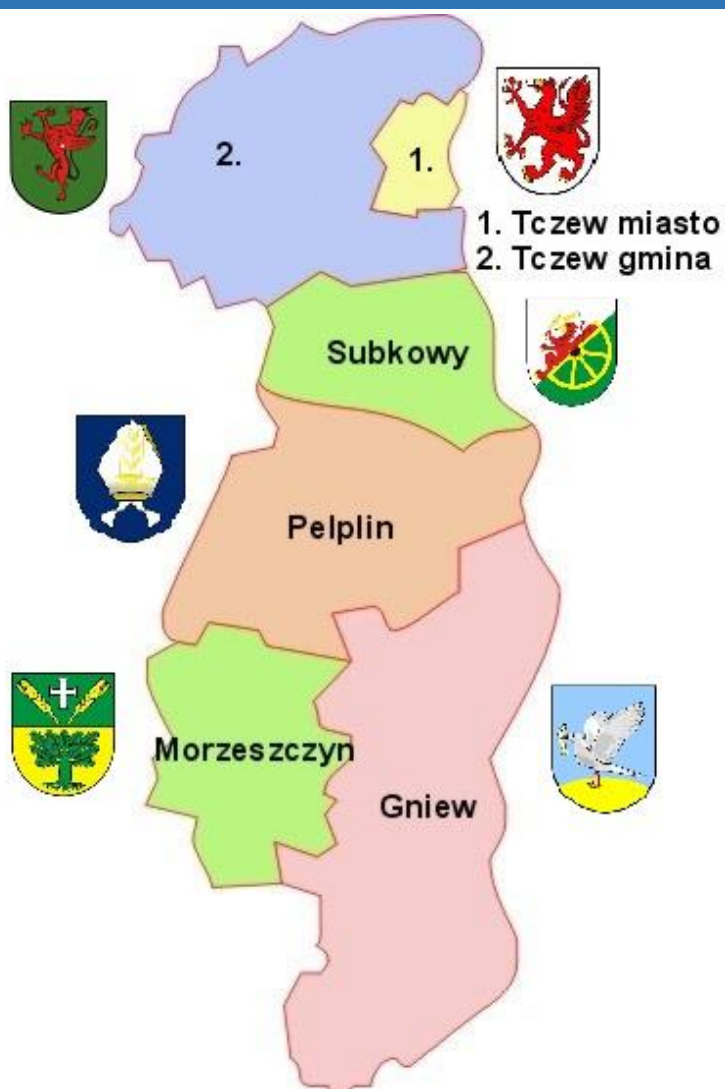 2.
1.
1. Tczew miasto
2. Tczew gmina
Subkowy
Pelplin
Morzeszczyn
Gniew